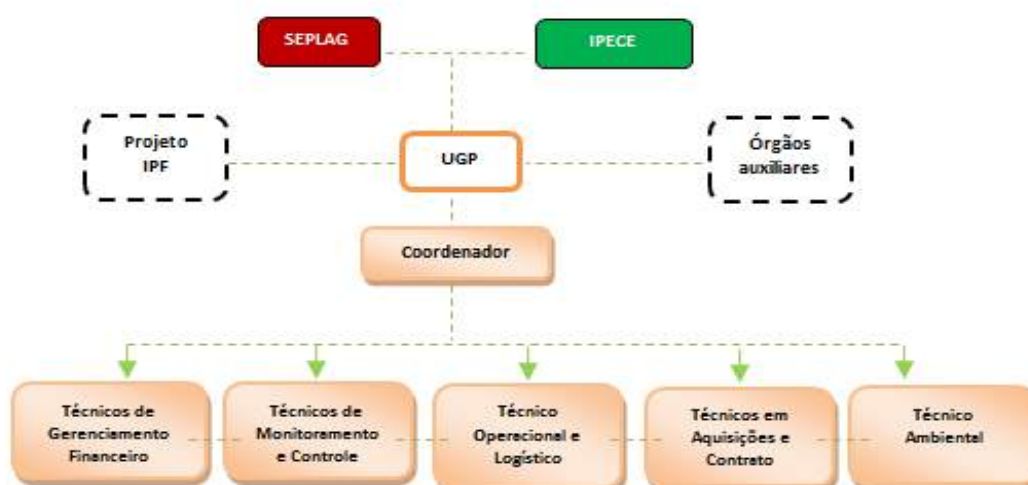 SEPLAG
IPECE
Projeto
IPF
UGP
Órgãos
auxiliares
Coordenador
Técnicos de
Gerenciamento
Financeiro
Técnicos de
Monitoramento
e Controle
Técnico
Operacional e
Logístico
Técnicos em
Aquisições e
Contrato
Técnico
Ambiental